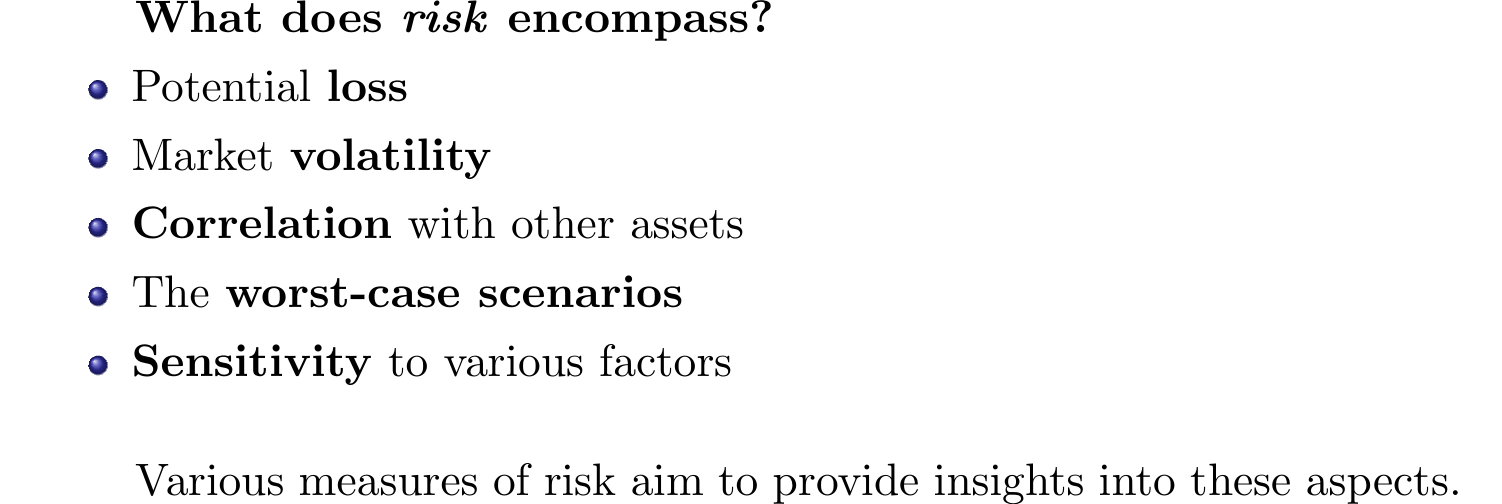 What does risk encompass?
Potential loss
Market volatility
Correlation with other assets
The worst-case scenarios
Sensitivity to various factors
Various measures of risk aim to provide insights into these aspects.